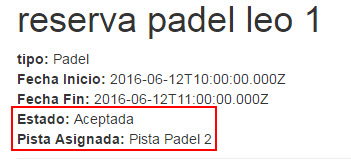 reserva padel leo 1
tipo: Padel
Fecha Inicio: 2016-06-12T10:00:00.000Z
Fecha Fin: 2016-06-12T11:00:00.000Z
Estado: Aceptada
Pista Asignada: Pista Padel 2